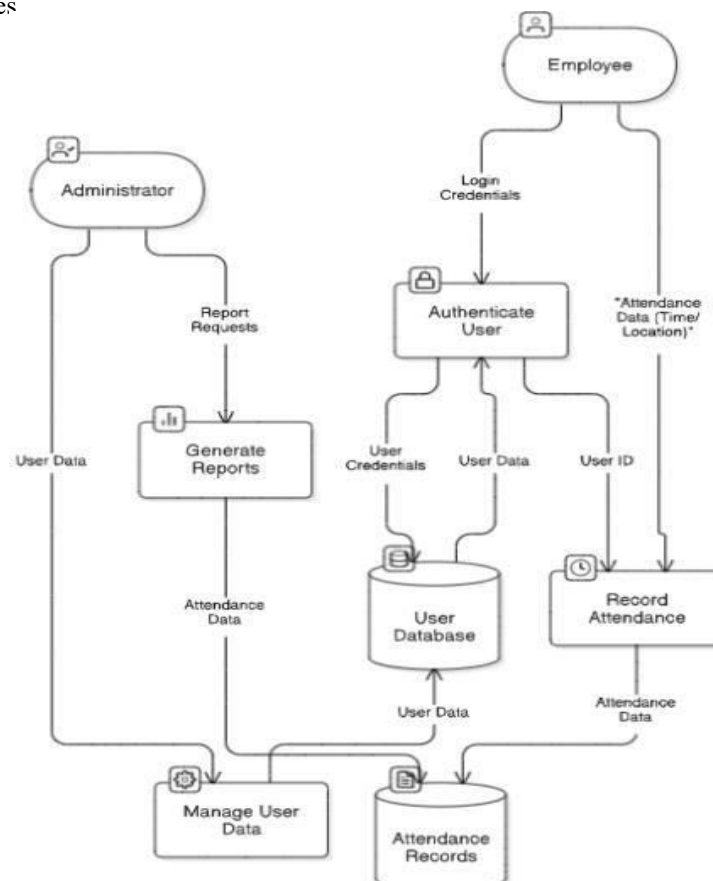 es
Employee
Administrator
Login
Credentials
Authenticate
User
"Attendance
Data (Time/
Location)"
Report
Requests
Generate
Reports
User Data
User
Credentials
User Data
User ID
Attendance
Data
User
Database
Record
Attendance
User Data
Attendance
Data
Manage User
Data
Attendance
Records